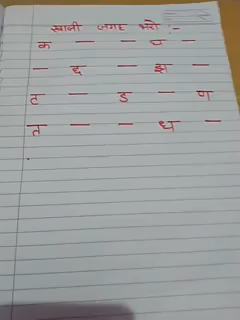 खाली जगह भरो :-
क — — घ —
— छ — झ —
ट — ड — ण
त — — ध —